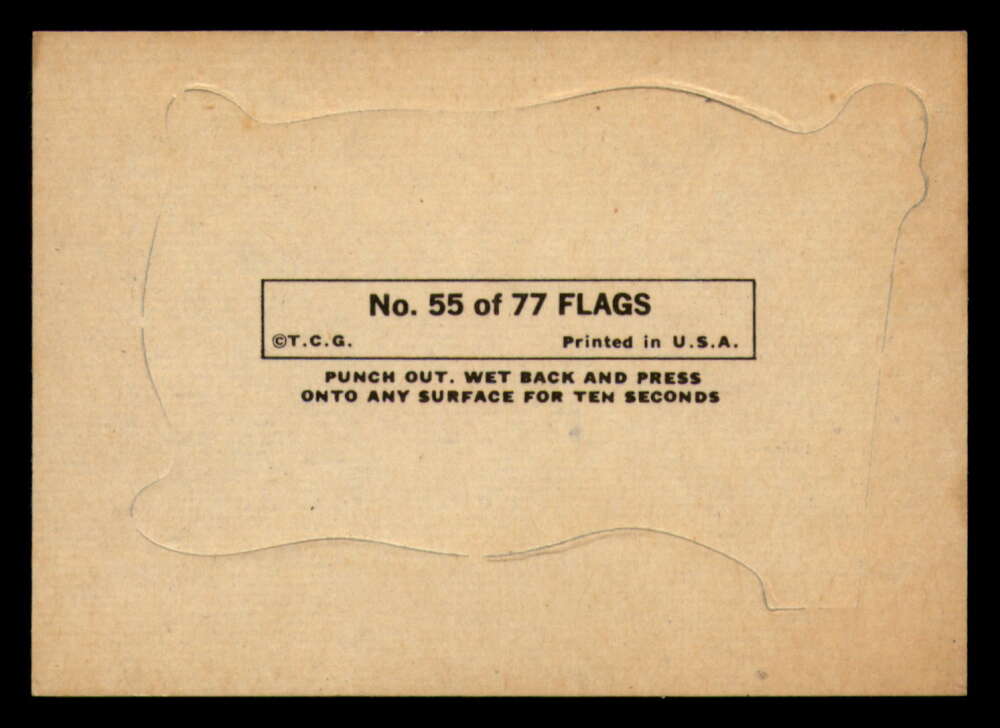 No. 55 of 77 FLAGS
©T.C.G. Printed in U.S.A.
PUNCH OUT. WET BACK AND PRESS
ONTO ANY SURFACE FOR TEN SECONDS